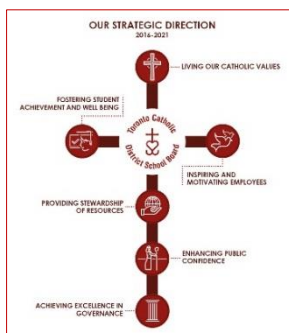 OUR STRATEGIC DIRECTION
2016-2021
LIVING OUR CATHOLIC VALUES
FOSTERING STUDENT
ACHIEVEMENT AND WELL BEING
Toronto Catholic
District School Board
INSPIRING AND
MOTIVATING EMPLOYEES
PROVIDING STEWARDSHIP
OF RESOURCES
ENHANCING PUBLIC
CONFIDENCE
ACHIEVING EXCELLENCE IN
GOVERNANCE